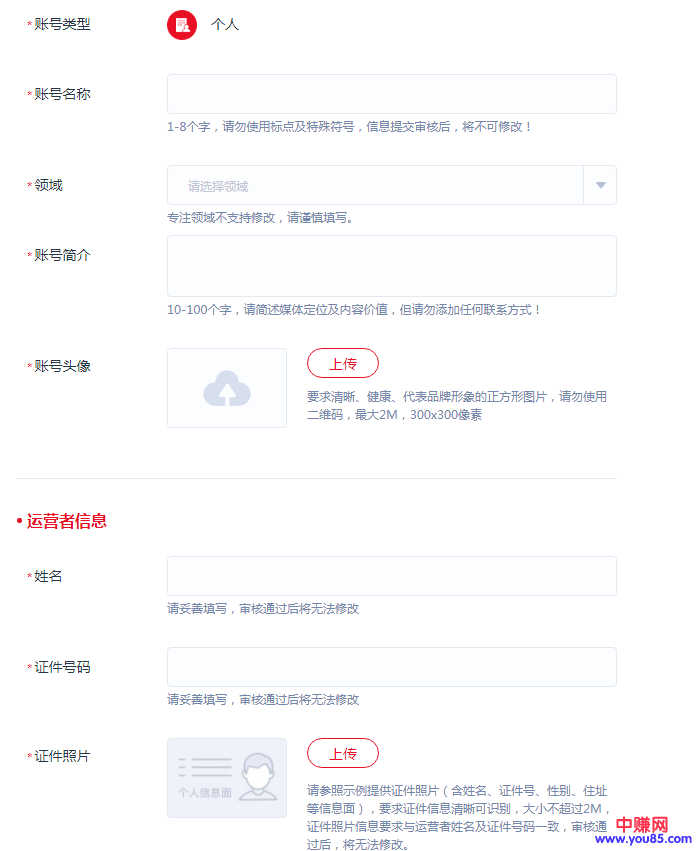 *账号类型 个人
*账号名称
1-8个字，请勿使用标点及特殊符号，信息提交审核后，将不可修改！
*领域 请选择领域
专注领域不支持修改，请谨慎填写。
*账号简介
10-100个字，请简述媒体定位及内容价值，但请勿添加任何联系方式！
*账号头像 上传
要求清晰、健康、代表品牌形象的正方形图片，请勿使用
二维码，最大2M，300x300像素
• 运营者信息
*姓名
请妥善填写，审核通过后将无法修改
*证件号码
请妥善填写，审核通过后将无法修改
*证件照片 上传
个人信息面
请参照示例提供证件照片（含姓名、证件号、性别、住址
等信息面），要求证件信息清晰可识别，大小不超过2M，
证件照片信息要求与运营者姓名及证件号码一致，审核通
过后，将无法修改。
中赚网
www.you85.com